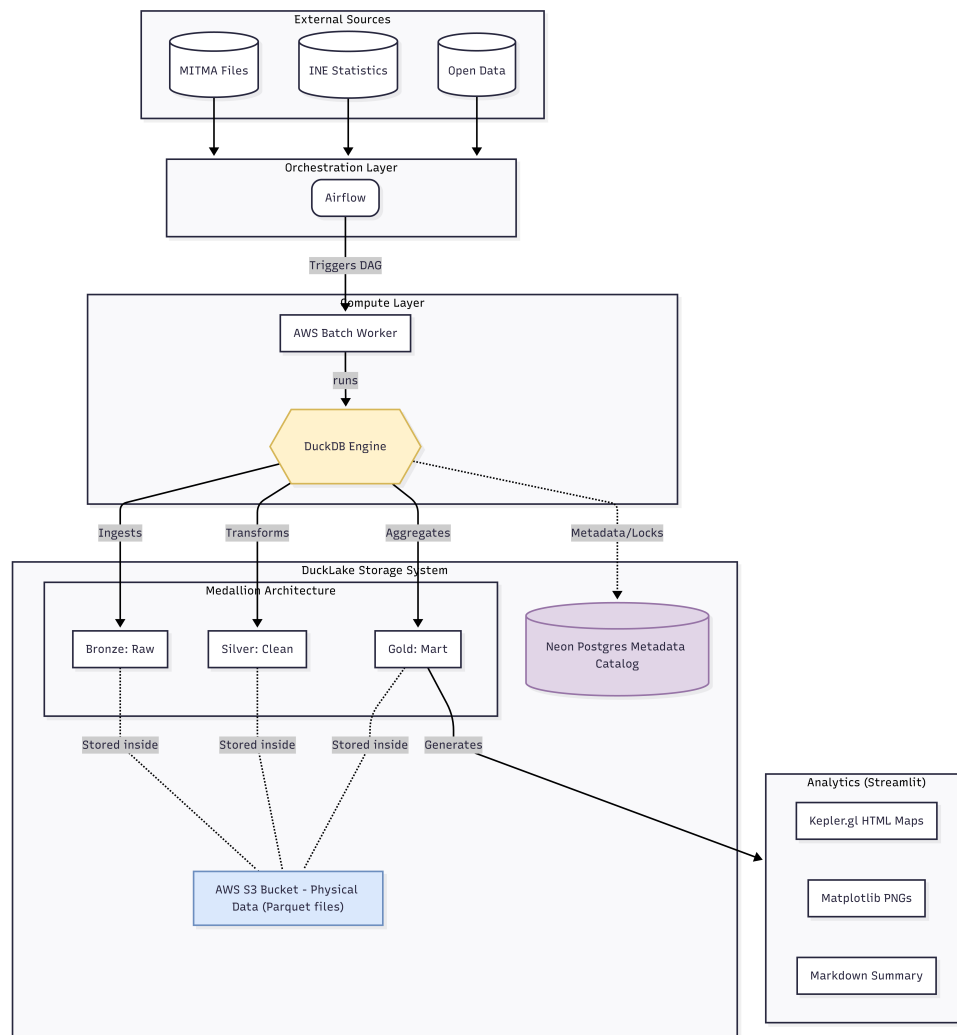 External Sources
MITMA Files
INE Statistics
Open Data
Orchestration Layer
Airflow
Triggers DAG
Compute Layer
AWS Batch Worker
runs
DuckDB Engine
Ingests
Transforms
Aggregates
Metadata/Locks
DuckLake Storage System
Medallion Architecture
Bronze: Raw
Silver: Clean
Gold: Mart
Neon Postgres Metadata
Catalog
Stored inside
Stored inside
Stored inside
Generates
Analytics (Streamlit)
Kepler.gl HTML Maps
AWS S3 Bucket - Physical
Data (Parquet files)
Matplotlib PNGs
Markdown Summary